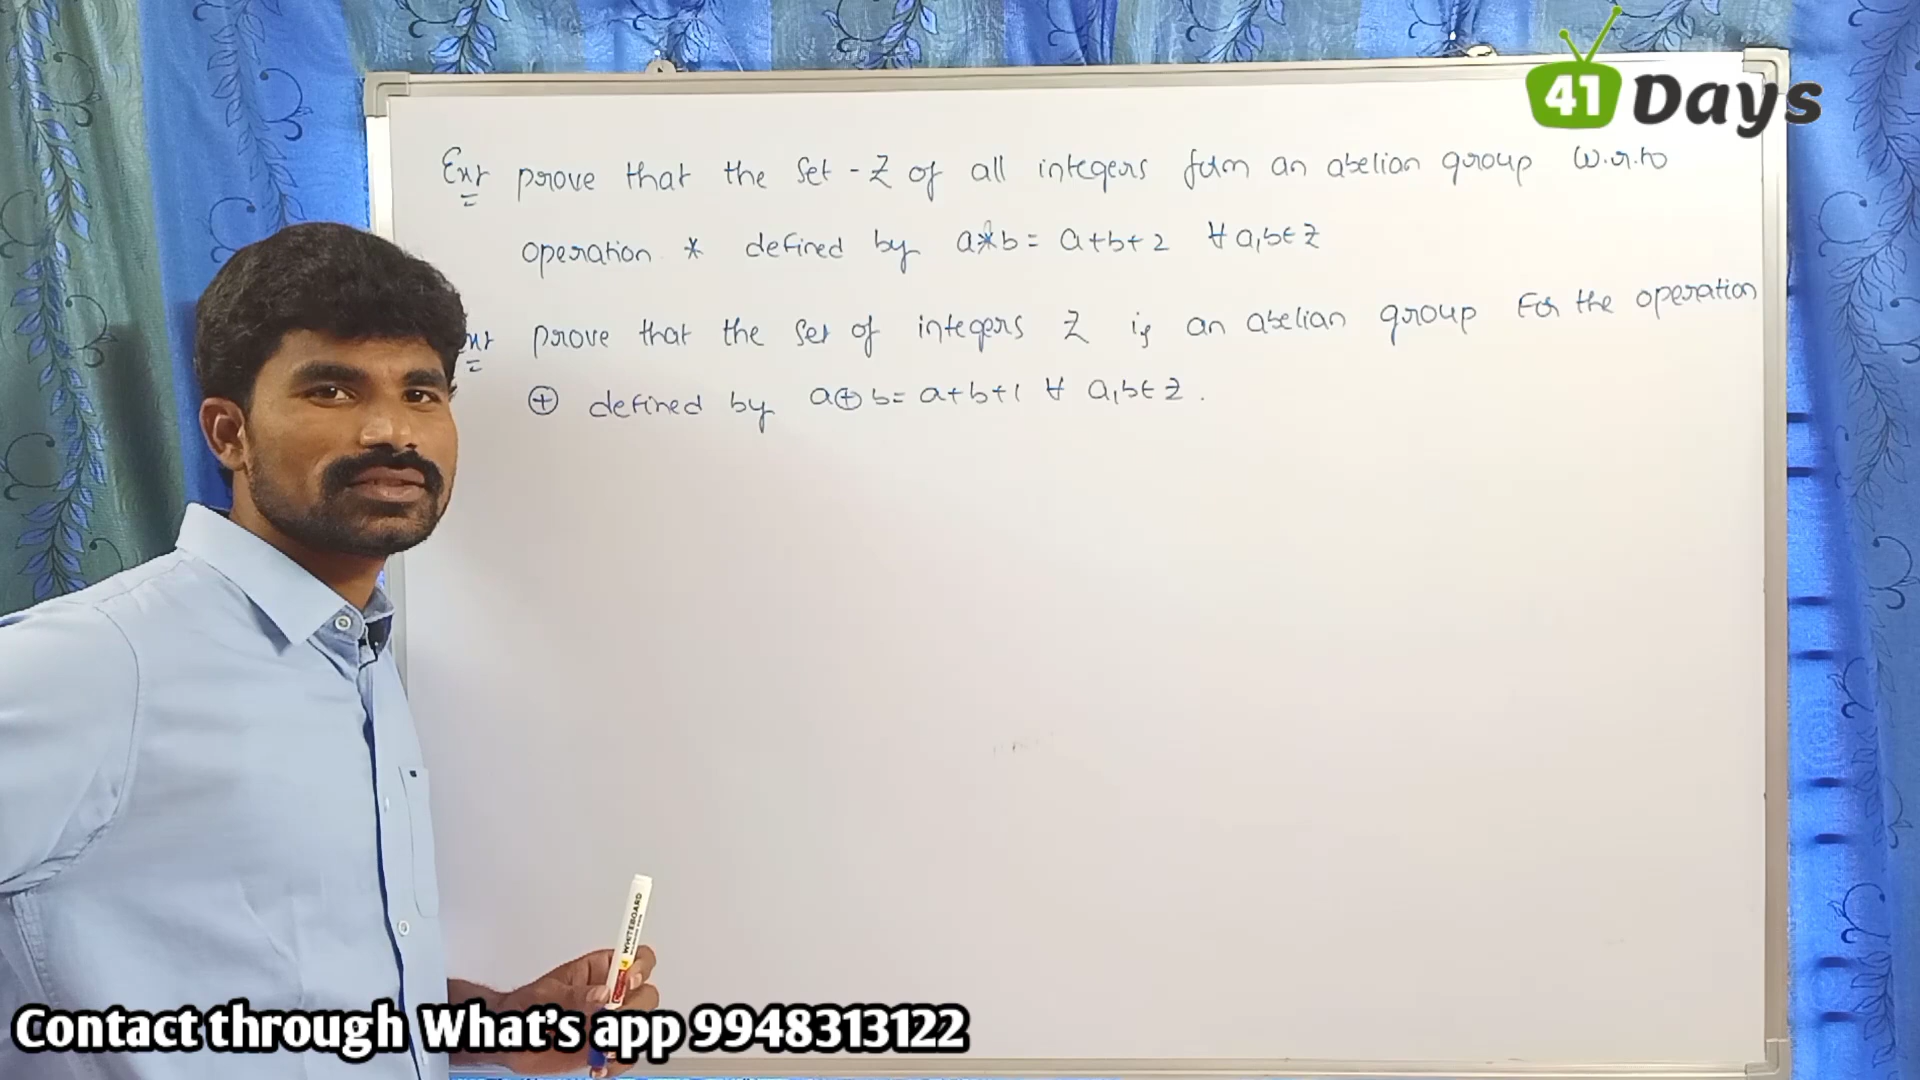 41 Days
Ex:- prove that the set - Z of all integers form an abelian group w.r.to
operation * defined by a*b = a+b+2 ∀ a,b∈Z
prove that the set of integers Z is an abelian group For the operation
⊕ defined by a⊕b = a+b+1 ∀ a,b∈Z.
WHITEBOARD
Contact through What's app 9948313122